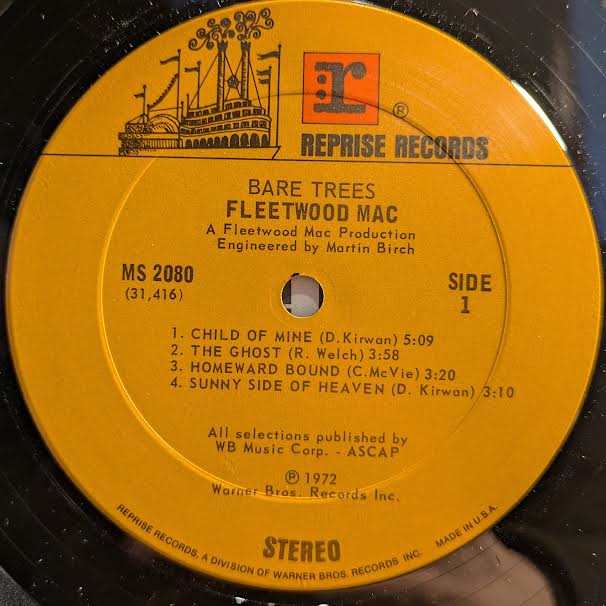 r ®
REPRISE RECORDS
BARE TREES
FLEETWOOD MAC
A Fleetwood Mac Production
Engineered by Martin Birch
MS 2080
(31,416)
SIDE
1
1. CHILD OF MINE (D.Kirwan) 5:09
2. THE GHOST (R. Welch) 3:58
3. HOMEWARD BOUND (C.McVie) 3:20
4. SUNNY SIDE OF HEAVEN (D. Kirwan) 3:10
All selections published by
WB Music Corp. - ASCAP
℗ 1972
Warner Bros. Records Inc.
STEREO
REPRISE RECORDS, A DIVISION OF WARNER BROS. RECORDS INC. MADE IN U.S.A.